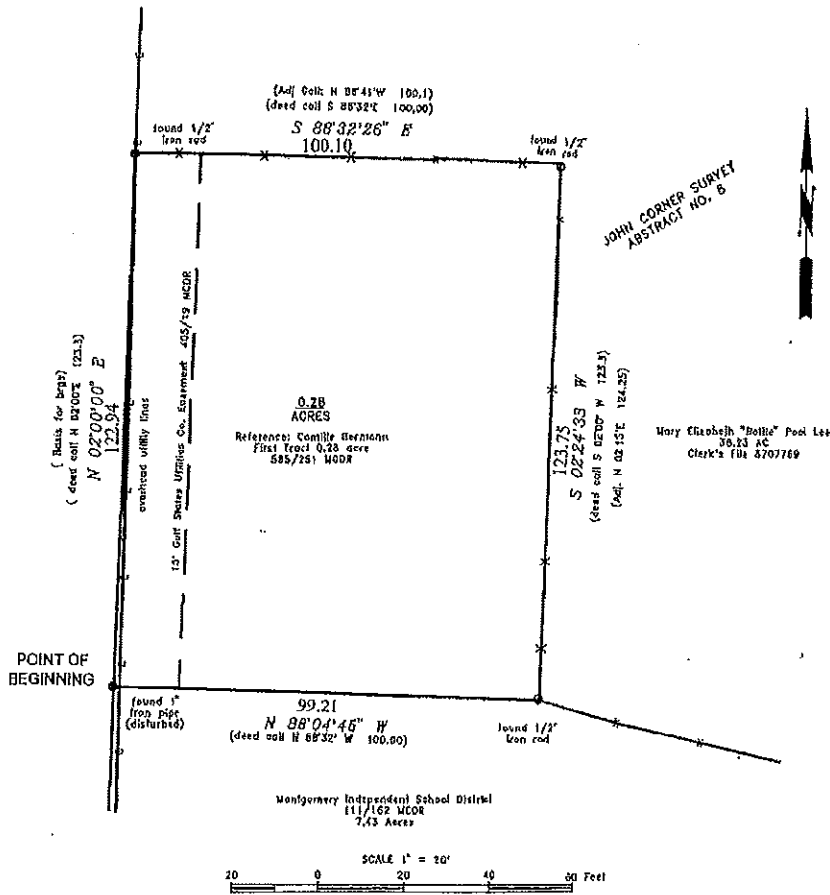 (Adj Call: N 88°41'W 100.1)
(deed call S 88°32'E 100.00)
S 88°32'26" E
100.10
found 1/2"
Iron rod
found 1/2"
Iron rod
JOHN CORNER SURVEY
ABSTRACT NO. 8
N
( Basis for brgs)
( deed call N 02°00'E 123.3)
N 02°00'00" E
122.94
overhead utility lines
15' Gulf States Utilities Co. Easement 405/19 MCDR
0.28
ACRES
Reference: Camille Hermann
First Tract 0.28 acre
585/251 MCDR
123.75
S 02°24'33 W
(deed call S 02°00' W 123.3)
(Adj. N 02°15'E 124.25)
Mary Elizabeth "Bollie" Pool Lee
38.23 AC
Clerk's File 8707789
POINT OF
BEGINNING
found 1"
Iron pipe
(disturbed)
99.21
N 88°04'46" W
(deed call N 88°32' W 100.00)
found 1/2"
Iron rod
Montgomery Independent School District
111/162 MCDR
7.43 Acres
SCALE 1" = 20'
20 0 20 40 60 Feet